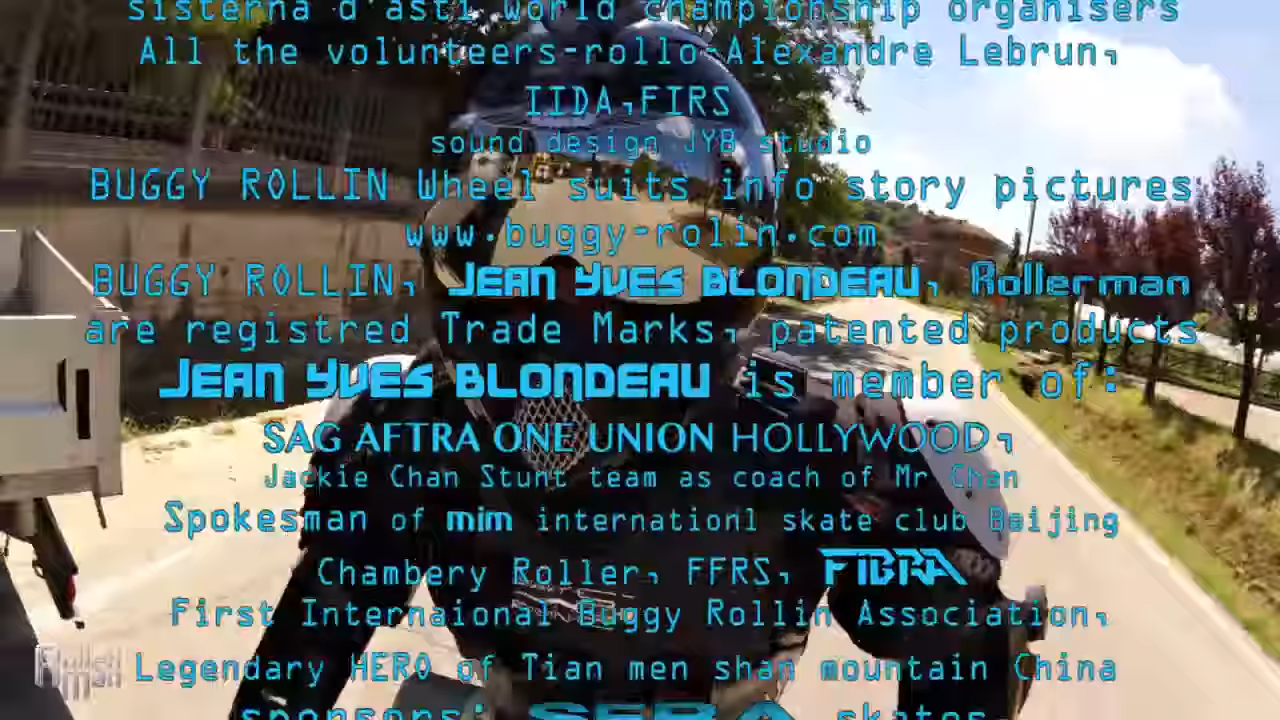 sisterna d'asti world championship organisers
All the volunteers-rollo-Alexandre Lebrun,
IIDA,FIRS
sound design JYB studio
BUGGY ROLLIN Wheel suits info story pictures
www.buggy-rolin.com
BUGGY ROLLIN, JEAN YVES BLONDEAU, Rollerman
are registred Trade Marks, patented products
JEAN YVES BLONDEAU is member of:
SAG AFTRA ONE UNION HOLLYWOOD,
Jackie Chan Stunt team as coach of Mr Chan
Spokesman of mim internationl skate club Beijing
Chambery Roller, FFRS, FIBRA
First Internaional Buggy Rollin Association,
Legendary HERO of Tian men shan mountain China
sponsors: SEBA skates-